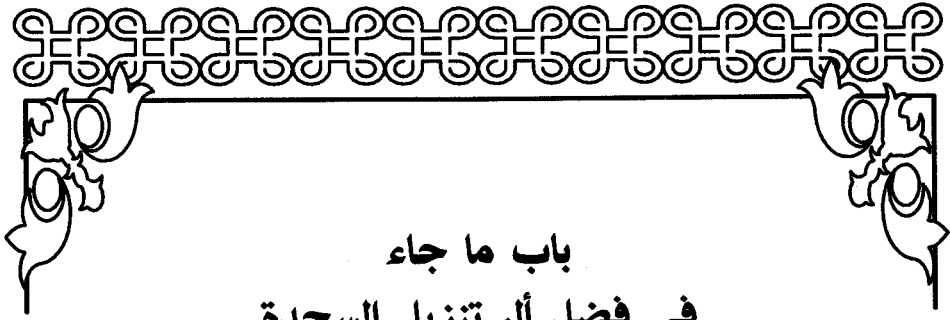 باب ما جاء
في فضل ألم تنزيل السجدة